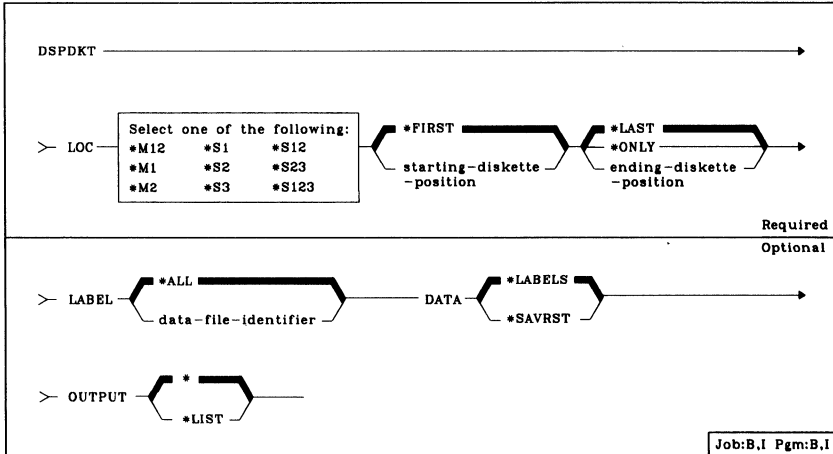 DSPDKT
LOC
Select one of the following:
*M12 *S1 *S12
*M1 *S2 *S23
*M2 *S3 *S123
*FIRST
starting-diskette
-position
*LAST
*ONLY
ending-diskette
-position
Required
Optional
LABEL
*ALL
data-file-identifier
DATA
*LABELS
*SAVRST
OUTPUT
*
*LIST
Job:B,I Pgm:B,I